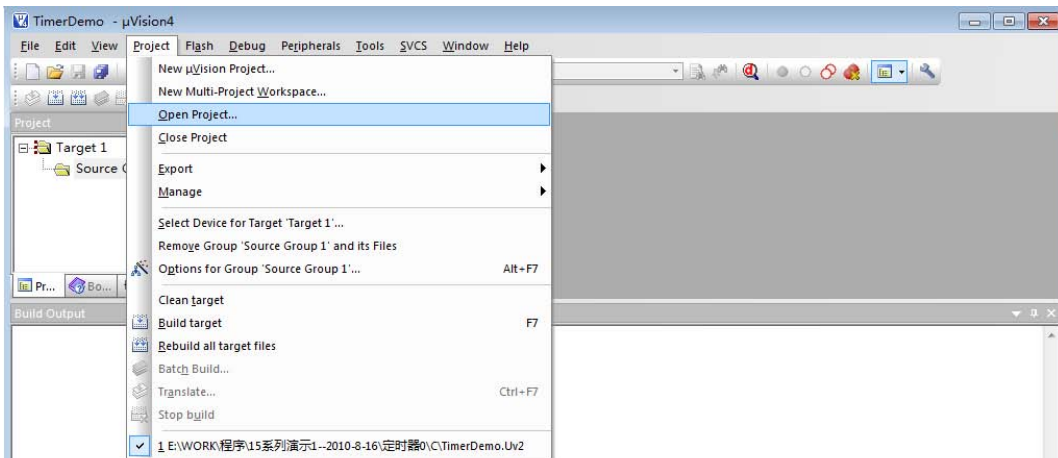 TimerDemo - µVision4
File Edit View Project Flash Debug Peripherals Tools SVCS Window Help
New µVision Project...
New Multi-Project Workspace...
Project
Open Project...
Close Project
Target 1
Source
Export
Manage
Select Device for Target 'Target 1'...
Remove Group 'Source Group 1' and its Files
Options for Group 'Source Group 1'... Alt+F7
Pr... Bo...
Clean target
Build Output
Build target F7
Rebuild all target files
Batch Build...
Translate... Ctrl+F7
Stop build
1 E:\WORK\程序\15系列演示1--2010-8-16\定时器0\C\TimerDemo.Uv2